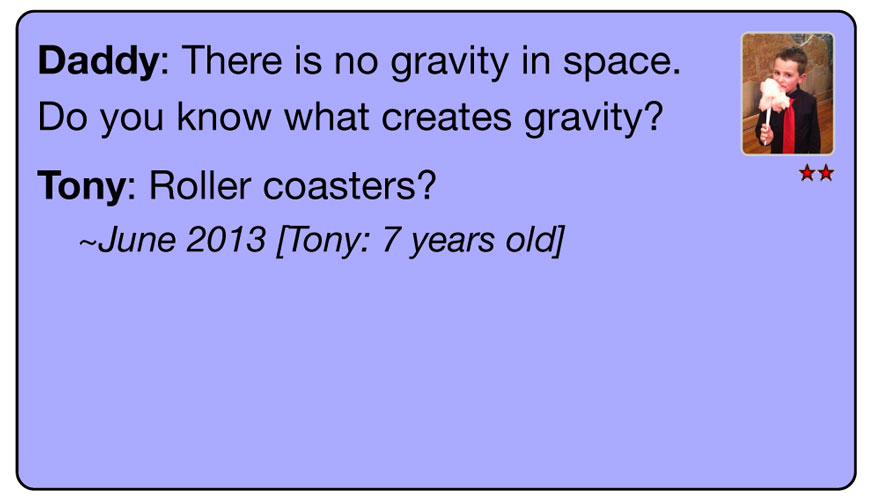 Daddy: There is no gravity in space.
Do you know what creates gravity?
Tony: Roller coasters?
~June 2013 [Tony: 7 years old]